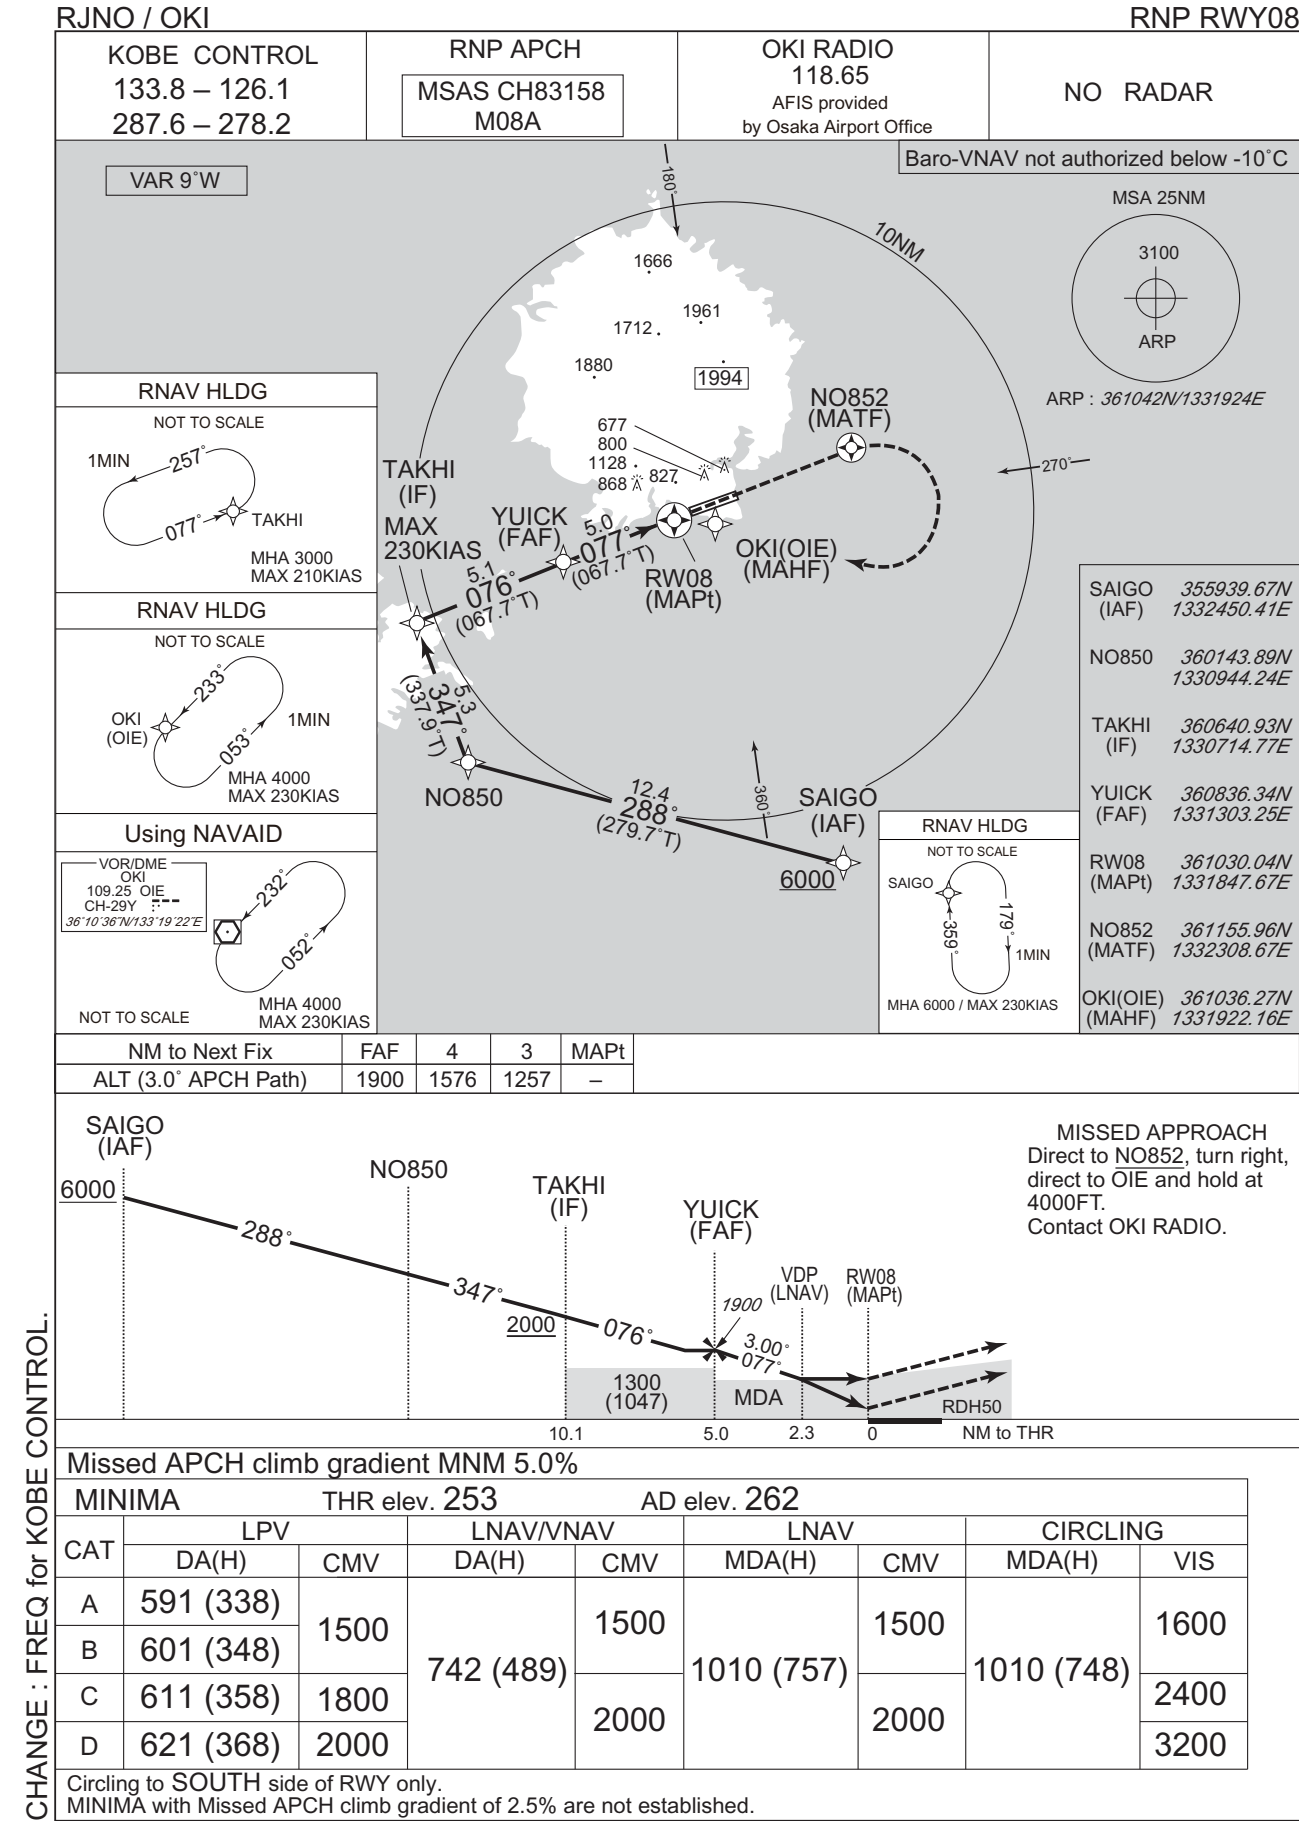 RJNO / OKI
RNP RWY08
KOBE CONTROL
133.8 – 126.1
287.6 – 278.2
RNP APCH
MSAS CH83158
M08A
OKI RADIO
118.65
AFIS provided
by Osaka Airport Office
NO RADAR
VAR 9˚W
Baro-VNAV not authorized below -10˚C
MSA 25NM
3100
ARP
ARP : 361042N/1331924E
180˚
10NM
1666
1961
1712
1880
1994
677
800
1128
868
827
NO852
(MATF)
270˚
RNAV HLDG
NOT TO SCALE
1MIN
257˚
077˚
TAKHI
MHA 3000
MAX 210KIAS
TAKHI
(IF)
MAX
230KIAS
YUICK
(FAF)
5.0
077˚
(067.7˚T)
5.1
076˚
(067.7˚T)
RW08
(MAPt)
OKI(OIE)
(MAHF)
RNAV HLDG
NOT TO SCALE
233˚
OKI
(OIE)
1MIN
053˚
MHA 4000
MAX 230KIAS
5.3
347˚
(337.9˚T)
NO850
12.4
288˚
(279.7˚T)
360˚
SAIGO
(IAF)
6000
Using NAVAID
VOR/DME
OKI
109.25 OIE
CH-29Y
36˚10´36˝N/133˚19´22˝E
232˚
052˚
MHA 4000
MAX 230KIAS
NOT TO SCALE
RNAV HLDG
NOT TO SCALE
SAIGO
179˚
359˚
1MIN
MHA 6000 / MAX 230KIAS
SAIGO 355939.67N
(IAF) 1332450.41E
NO850 360143.89N
1330944.24E
TAKHI 360640.93N
(IF) 1330714.77E
YUICK 360836.34N
(FAF) 1331303.25E
RW08 361030.04N
(MAPt) 1331847.67E
NO852 361155.96N
(MATF) 1332308.67E
OKI(OIE) 361036.27N
(MAHF) 1331922.16E
NM to Next Fix FAF 4 3 MAPt
ALT (3.0˚ APCH Path) 1900 1576 1257 –
SAIGO
(IAF)
6000
288˚
NO850
347˚
TAKHI
(IF)
2000
076˚
YUICK
(FAF)
1900
3.00˚
077˚
VDP
(LNAV)
RW08
(MAPt)
1300
(1047)
MDA
RDH50
10.1 5.0 2.3 0 NM to THR
MISSED APPROACH
Direct to NO852, turn right,
direct to OIE and hold at
4000FT.
Contact OKI RADIO.
Missed APCH climb gradient MNM 5.0%
MINIMA THR elev. 253 AD elev. 262
CAT LPV LNAV/VNAV LNAV CIRCLING
DA(H) CMV DA(H) CMV MDA(H) CMV MDA(H) VIS
A 591 (338) 1500 742 (489) 1500 1010 (757) 1500 1010 (748) 1600
B 601 (348)
C 611 (358) 1800 2000 2000 2400
D 621 (368) 2000 3200
Circling to SOUTH side of RWY only.
MINIMA with Missed APCH climb gradient of 2.5% are not established.
CHANGE : FREQ for KOBE CONTROL.